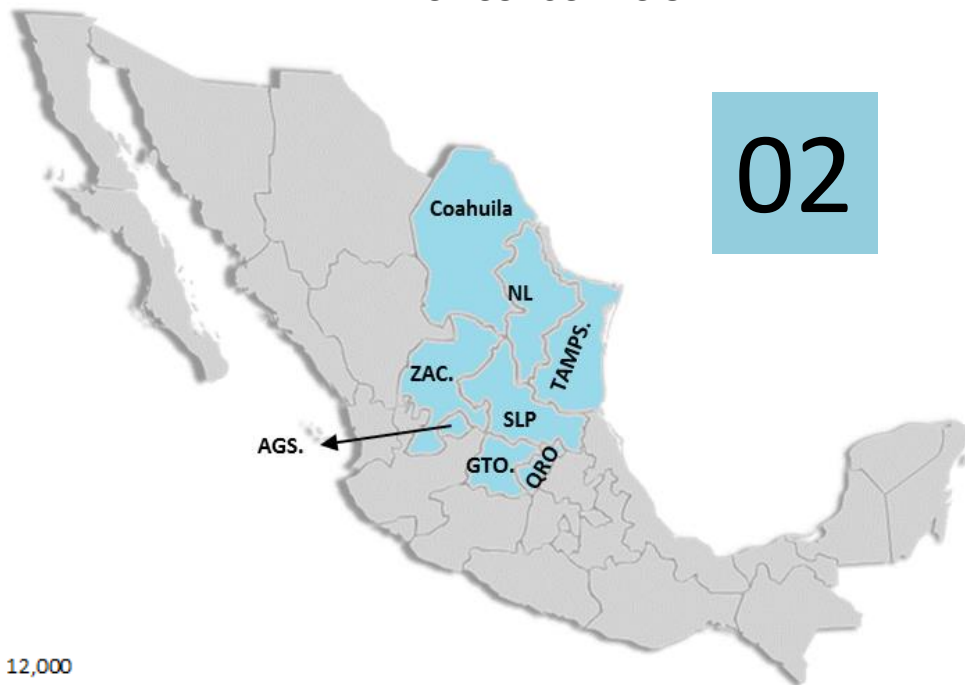 02
Coahuila
NL
TAMPS.
ZAC.
SLP
AGS.
GTO.
QRO
12,000